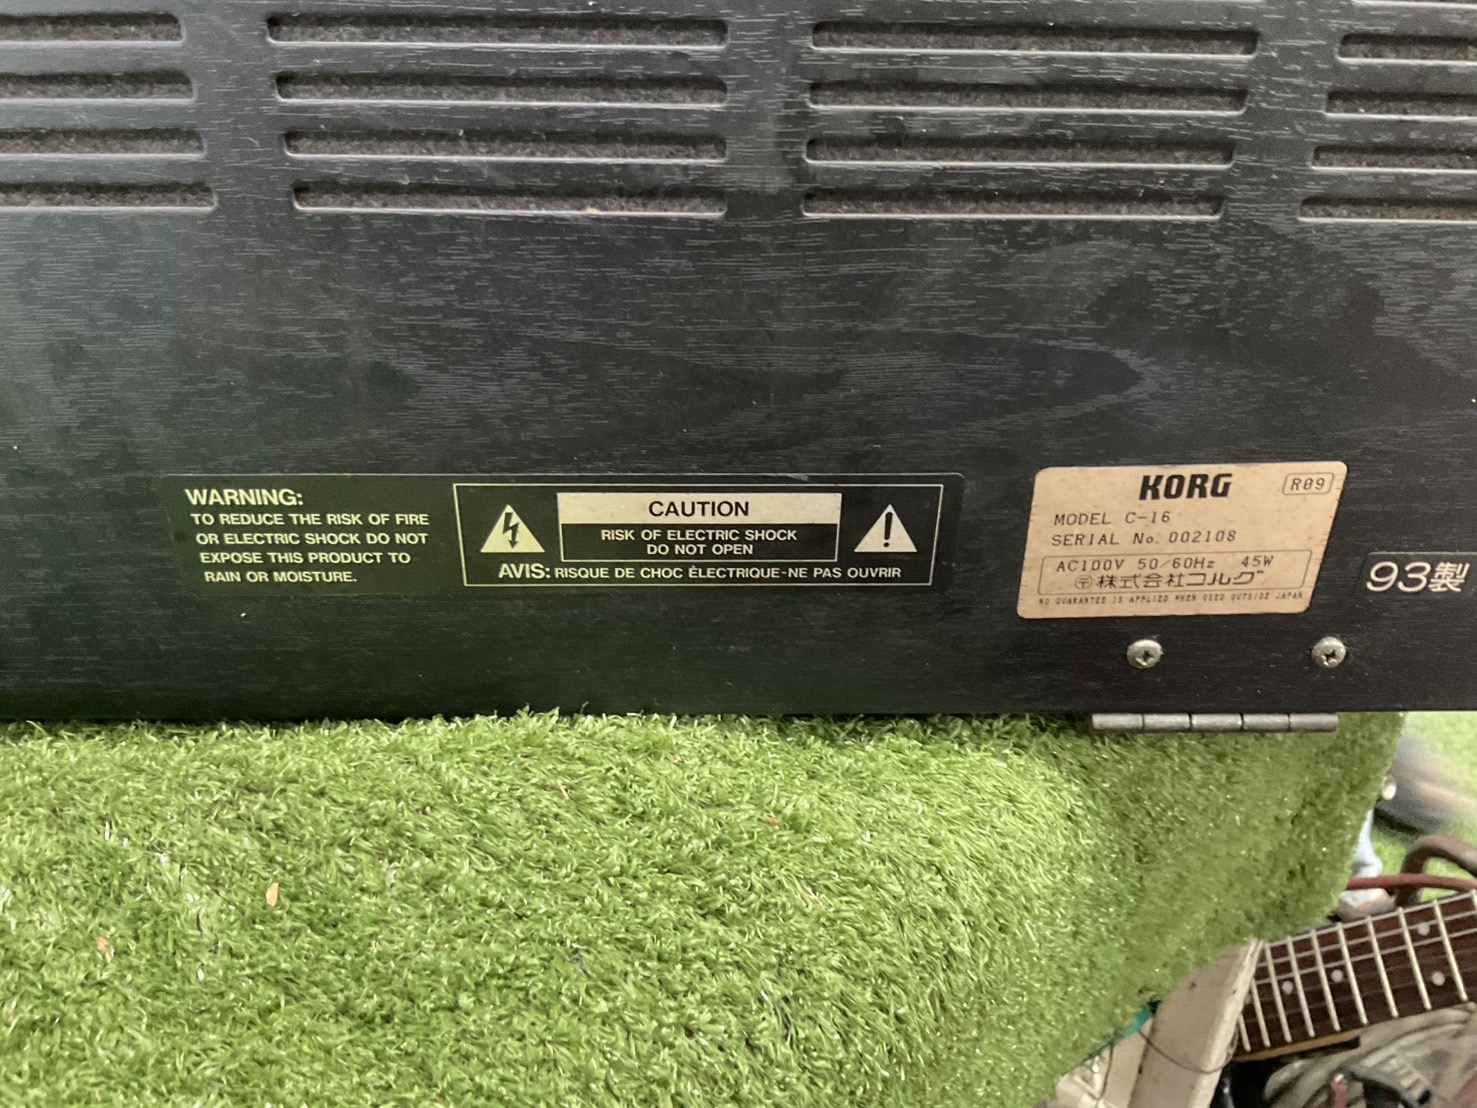 WARNING:
TO REDUCE THE RISK OF FIRE
OR ELECTRIC SHOCK DO NOT
EXPOSE THIS PRODUCT TO
RAIN OR MOISTURE.
CAUTION
RISK OF ELECTRIC SHOCK
DO NOT OPEN
AVIS: RISQUE DE CHOC ÉLECTRIQUE-NE PAS OUVRIR
KORG R09
MODEL C-16
SERIAL No. 002108
AC100V 50/60Hz 45W
〒株式会社コルグ
NO GUARANTEE IS APPLIED WHEN USED OUTSIDE JAPAN
93製